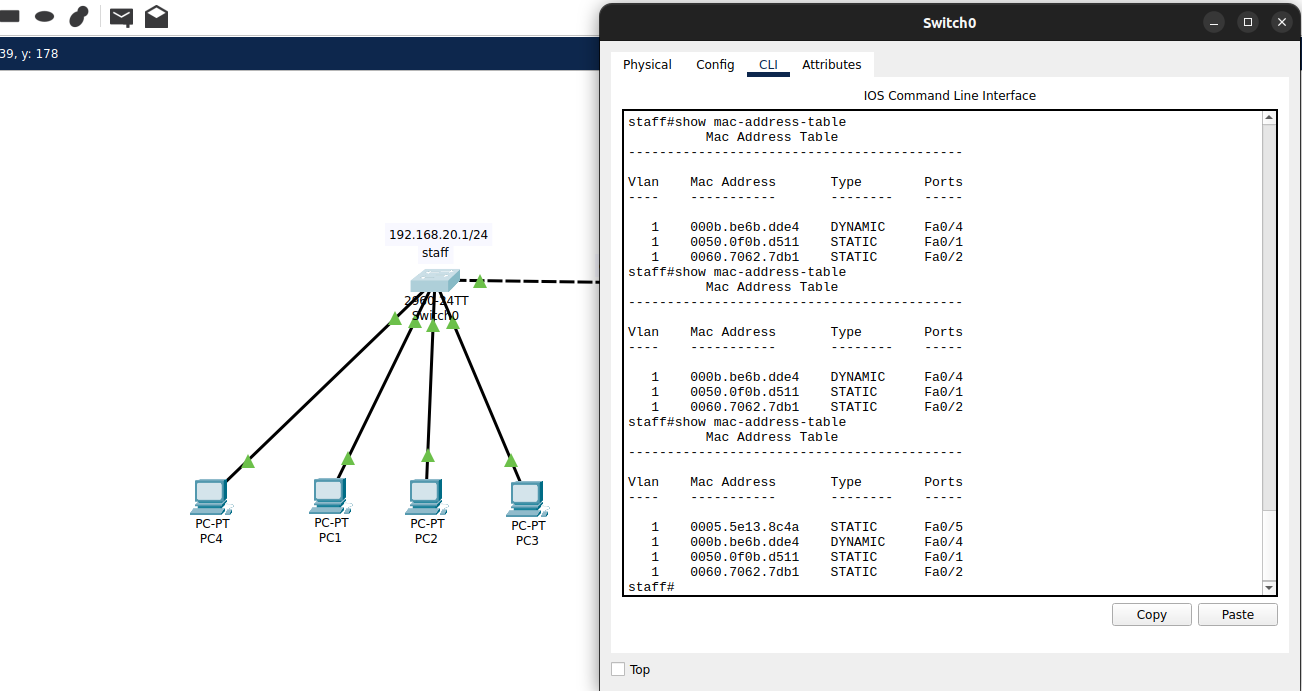 39, y: 178
192.168.20.1/24
staff
2960-24TT
Switch0
PC-PT
PC4
PC-PT
PC1
PC-PT
PC2
PC-PT
PC3
Switch0
Physical Config CLI Attributes
IOS Command Line Interface
staff#show mac-address-table
Mac Address Table
-------------------------------------------
Vlan Mac Address Type Ports
---- ----------- -------- -----
1 000b.be6b.dde4 DYNAMIC Fa0/4
1 0050.0f0b.d511 STATIC Fa0/1
1 0060.7062.7db1 STATIC Fa0/2
staff#show mac-address-table
Mac Address Table
-------------------------------------------
Vlan Mac Address Type Ports
---- ----------- -------- -----
1 000b.be6b.dde4 DYNAMIC Fa0/4
1 0050.0f0b.d511 STATIC Fa0/1
1 0060.7062.7db1 STATIC Fa0/2
staff#show mac-address-table
Mac Address Table
-------------------------------------------
Vlan Mac Address Type Ports
---- ----------- -------- -----
1 0005.5e13.8c4a STATIC Fa0/5
1 000b.be6b.dde4 DYNAMIC Fa0/4
1 0050.0f0b.d511 STATIC Fa0/1
1 0060.7062.7db1 STATIC Fa0/2
staff#
Copy Paste
Top